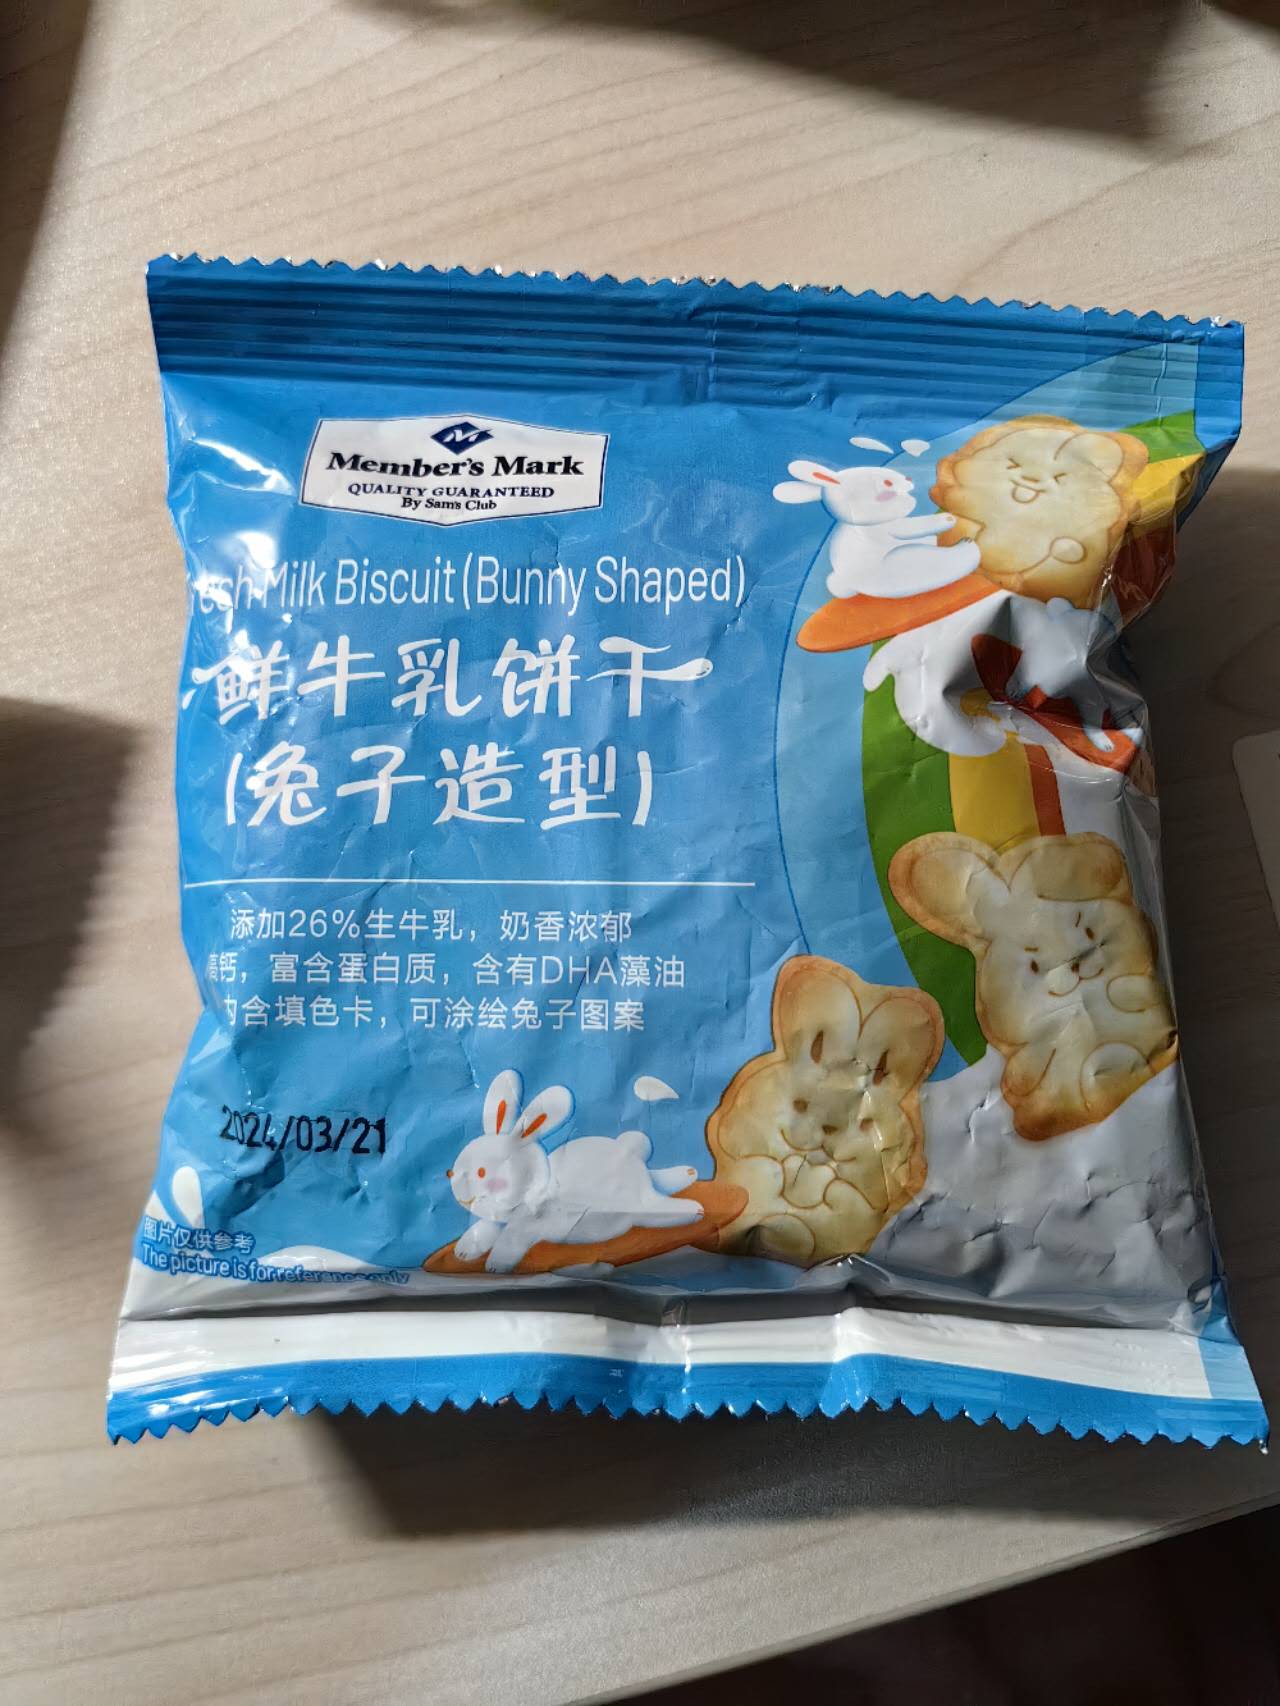 Member's Mark
QUALITY GUARANTEED
By Sam's Club
Fresh Milk Biscuit (Bunny Shaped)
鲜牛乳饼干
(兔子造型)
添加26%生牛乳，奶香浓郁
高钙，富含蛋白质，含有DHA藻油
内含填色卡，可涂绘兔子图案
2024/03/21
图片仅供参考
The picture is for reference only